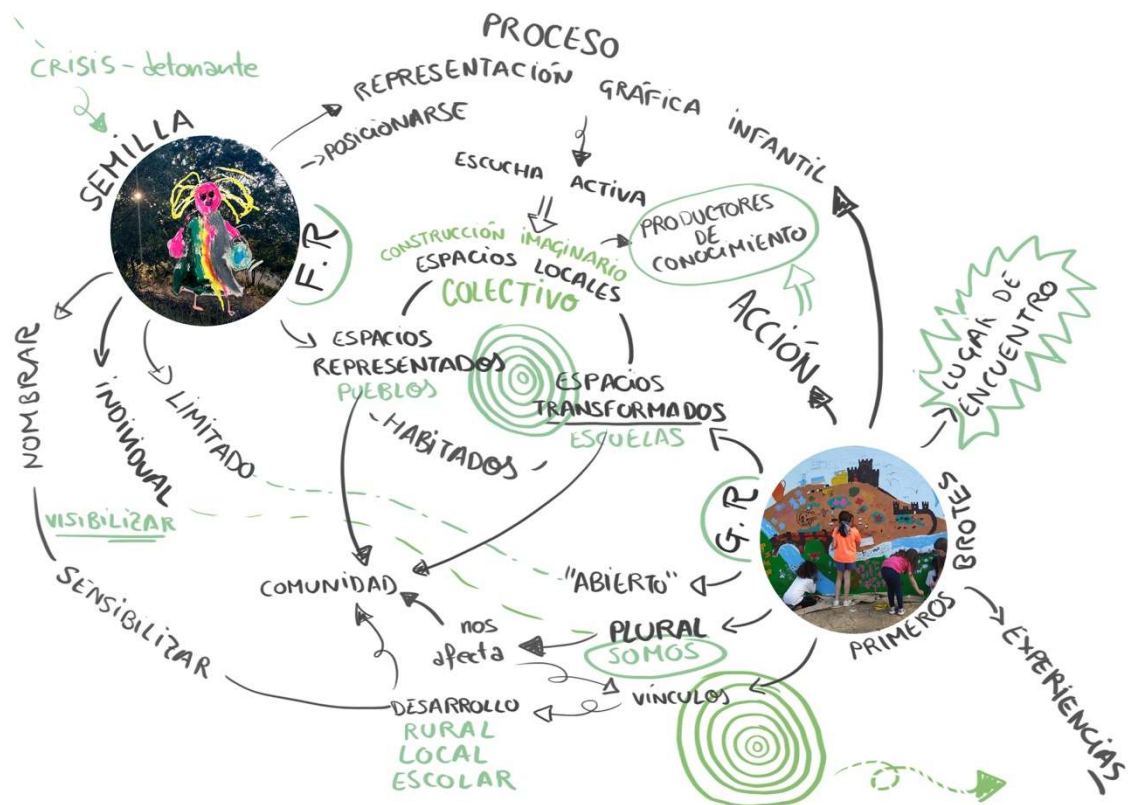 PROCESO
REPRESENTACIÓN GRÁFICA INFANTIL
CRISIS - detonante
SEMILLA
POSICIONARSE
ESCUCHA ACTIVA
F.R
CONSTRUCCIÓN IMAGINARIO
ESPACIOS LOCALES
COLECTIVO
PRODUCTORES
DE
CONOCIMIENTO
ACCIÓN
LUGAR DE
ENCUENTRO
ESPACIOS
REPRESENTADOS
PUEBLOS
ESPACIOS
TRANSFORMADOS
ESCUELAS
- HABITADOS -
NOMBRAR
INDIVIDUAL
LIMITADO
VISIBILIZAR
SENSIBILIZAR
G.R
PRIMEROS BROTES
"ABIERTO"
COMUNIDAD
PLURAL
SOMOS
nos
afecta
VÍNCULOS
DESARROLLO
RURAL
LOCAL
ESCOLAR
EXPERIENCIAS